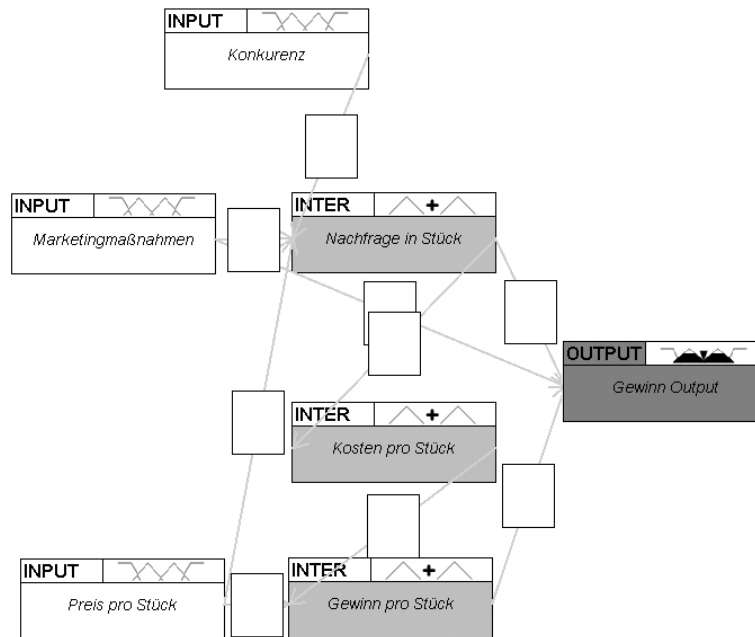 INPUT
Konkurenz
INPUT
Marketingmaßnahmen
INTER
Nachfrage in Stück
OUTPUT
Gewinn Output
INTER
Kosten pro Stück
INPUT
Preis pro Stück
INTER
Gewinn pro Stück